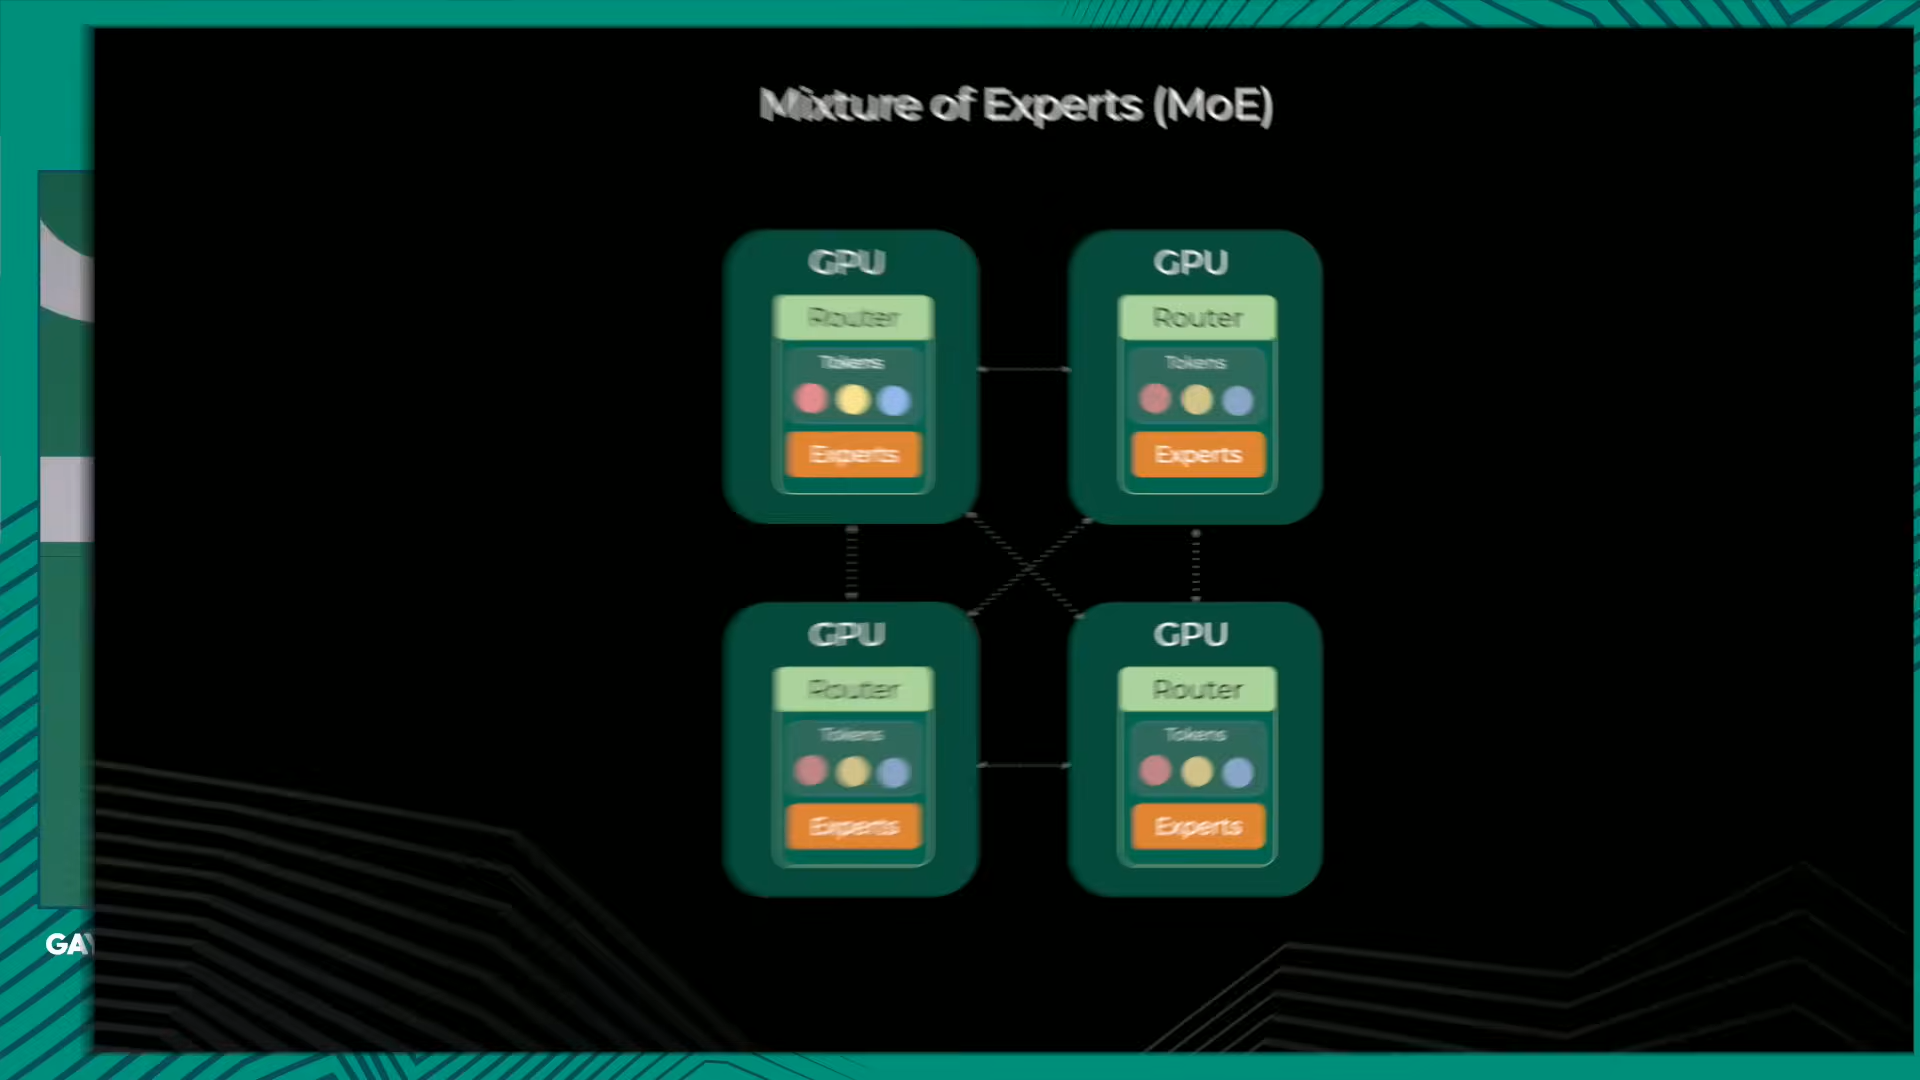 Mixture of Experts (MoE)
GPU
Router
Tokens
Experts
GPU
Router
Tokens
Experts
GPU
Router
Tokens
Experts
GPU
Router
Tokens
Experts